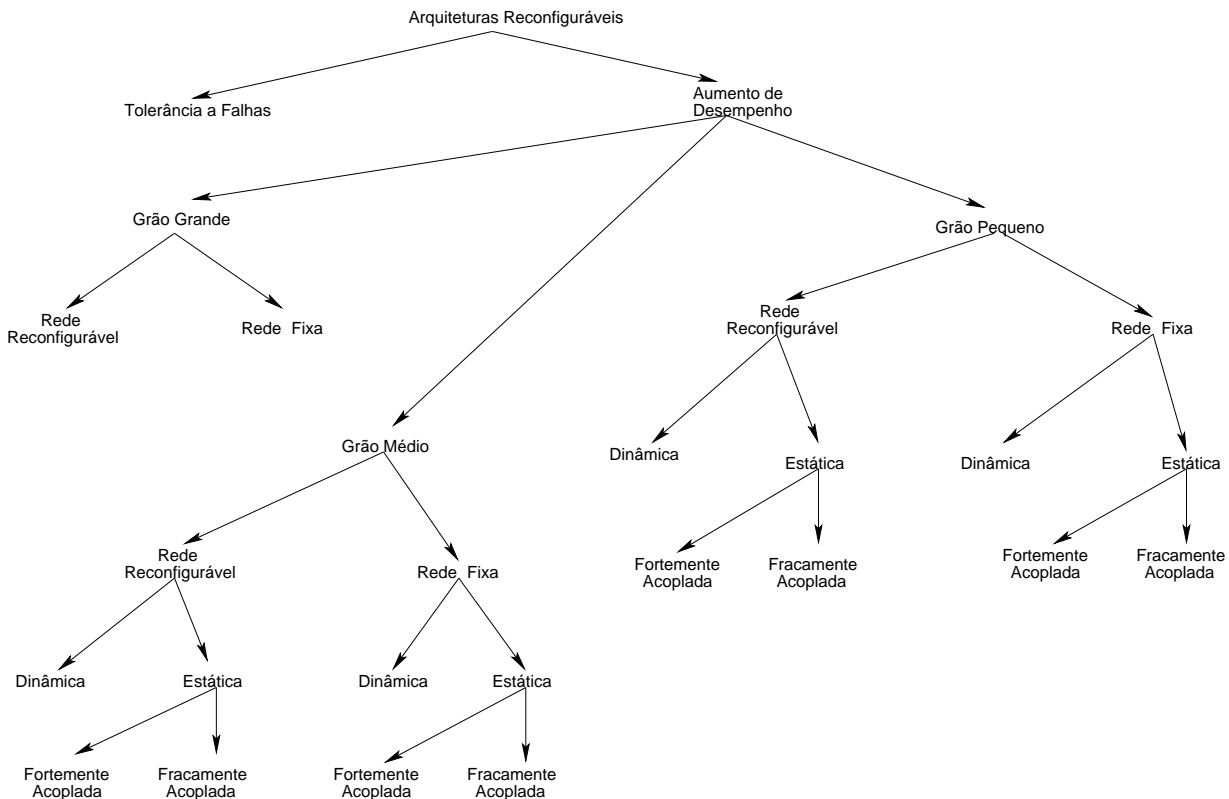 Arquiteturas Reconfiguráveis
Tolerância a Falhas
Aumento de
Desempenho
Grão Grande
Grão Pequeno
Rede
Reconfigurável
Rede Fixa
Rede
Reconfigurável
Rede Fixa
Grão Médio
Dinâmica
Estática
Dinâmica
Estática
Rede
Reconfigurável
Rede Fixa
Fortemente
Acoplada
Fracamente
Acoplada
Fortemente
Acoplada
Fracamente
Acoplada
Dinâmica
Estática
Dinâmica
Estática
Fortemente
Acoplada
Fracamente
Acoplada
Fortemente
Acoplada
Fracamente
Acoplada